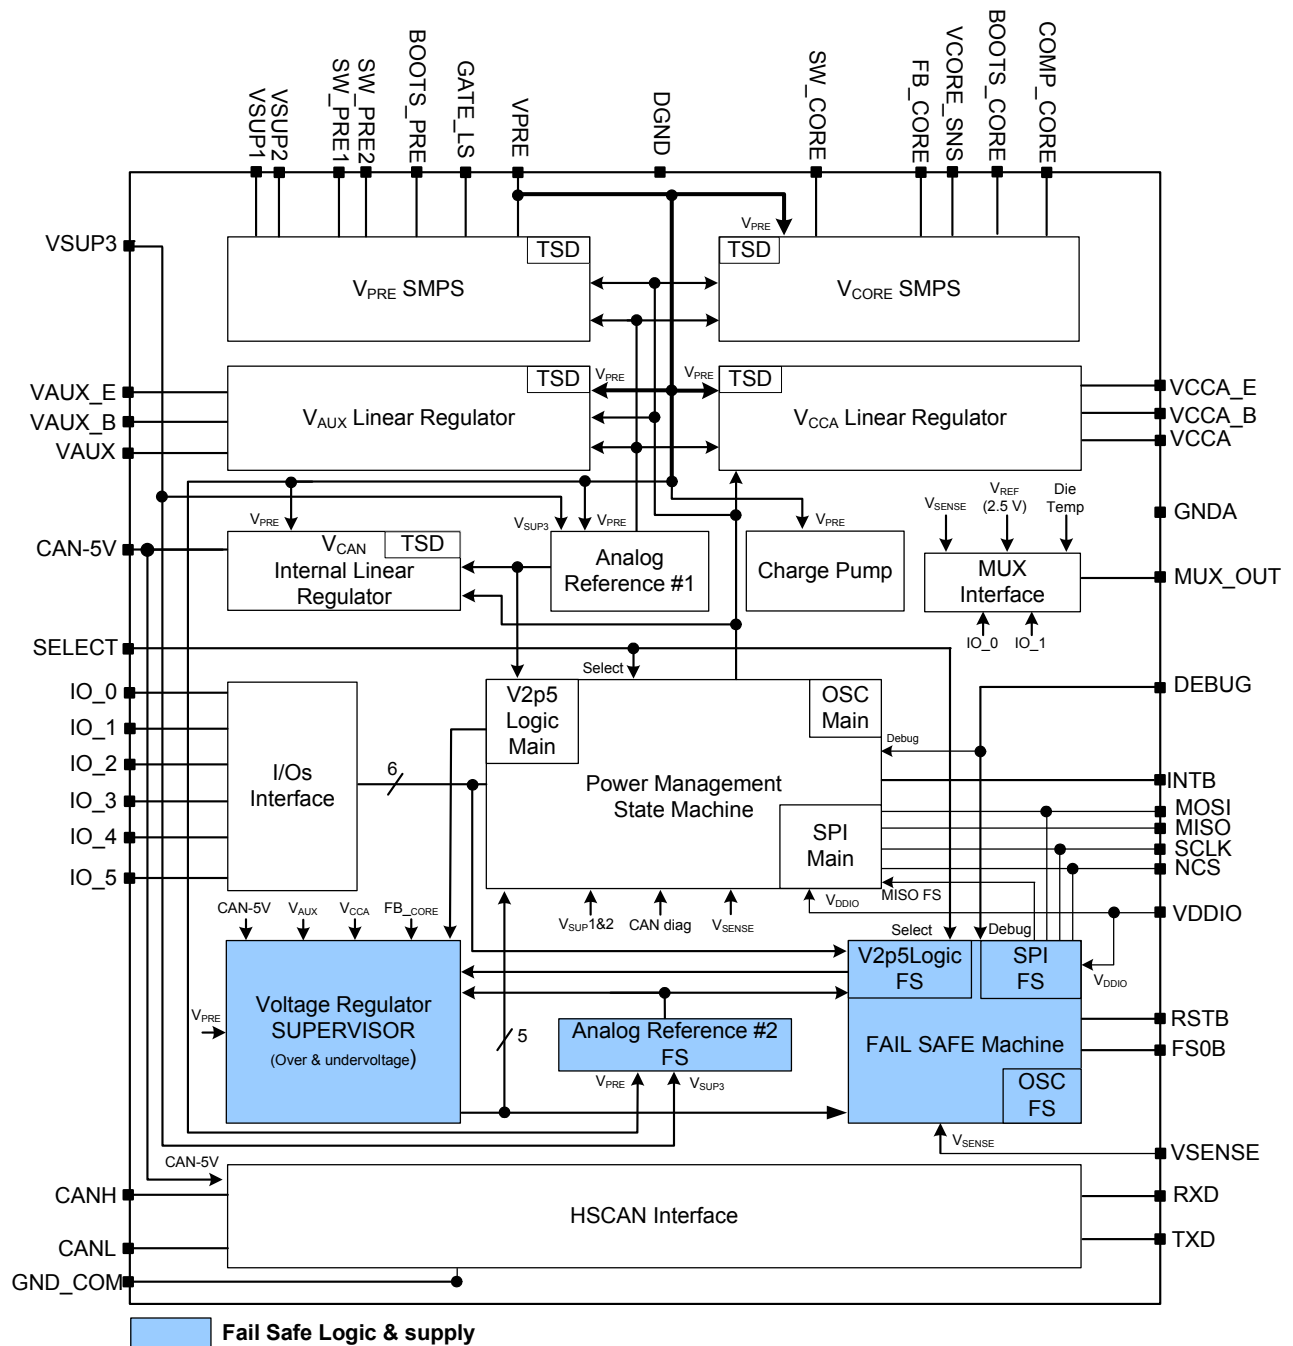 VSUP1
VSUP2
SW_PRE1
SW_PRE2
BOOTS_PRE
GATE_LS
VPRE
DGND
SW_CORE
FB_CORE
VCORE_SNS
BOOTS_CORE
COMP_CORE
VSUP3
VPRE
TSD
TSD
VPRE SMPS
VCORE SMPS
VAUX_E
VAUX_B
VAUX
TSD
VPRE
VPRE
TSD
VAUX Linear Regulator
VCCA Linear Regulator
VCCA_E
VCCA_B
VCCA
VSENSE
VREF
(2.5 V)
Die
Temp
GNDA
VPRE
VSUP3
VPRE
VPRE
CAN-5V
VCAN
TSD
Internal Linear
Regulator
Analog
Reference #1
Charge Pump
MUX
Interface
MUX_OUT
IO_0
IO_1
SELECT
Select
IO_0
IO_1
IO_2
IO_3
IO_4
IO_5
I/Os
Interface
6
V2p5
Logic
Main
OSC
Main
Power Management
State Machine
SPI
Main
Debug
DEBUG
INTB
MOSI
MISO
SCLK
NCS
MISO FS
VDDIO
VDDIO
CAN-5V
VAUX
VCCA
FB_CORE
VSUP1&2
CAN diag
VSENSE
Select
Debug
V2p5Logic
FS
SPI
FS
VDDIO
VPRE
Voltage Regulator
SUPERVISOR
(Over & undervoltage)
5
Analog Reference #2
FS
VPRE
VSUP3
FAIL SAFE Machine
OSC
FS
RSTB
FS0B
VSENSE
VSENSE
CAN-5V
CANH
CANL
GND_COM
HSCAN Interface
RXD
TXD
Fail Safe Logic & supply